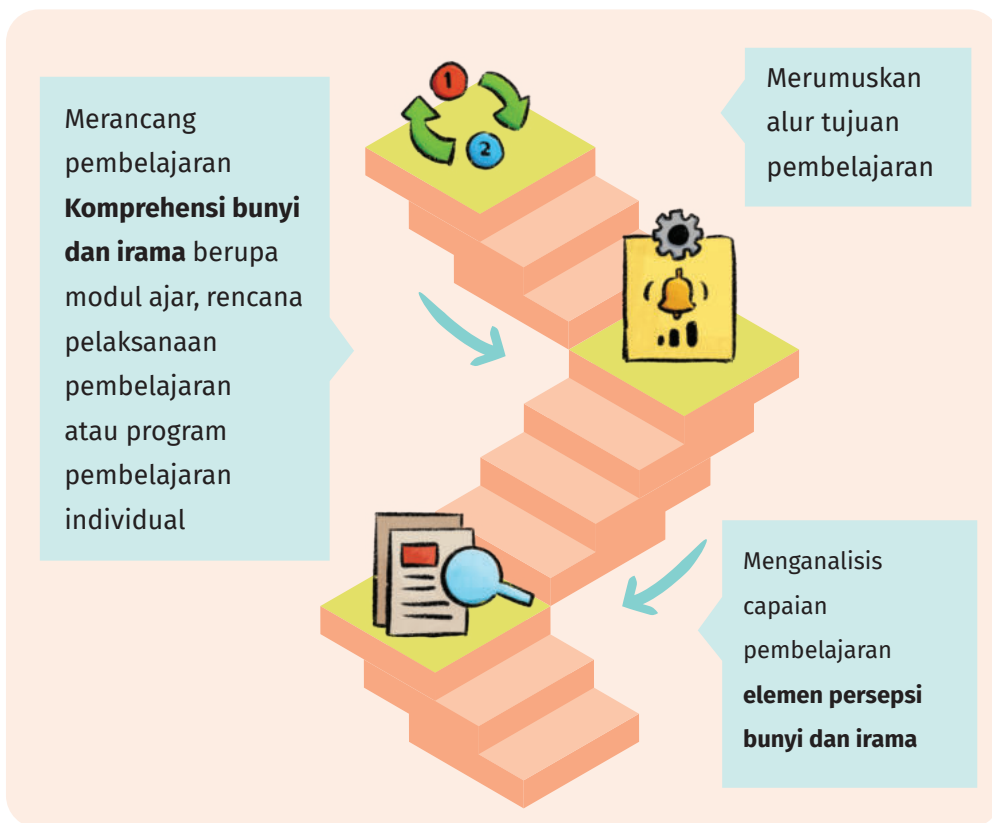 Merancang
pembelajaran
Komprehensi bunyi
dan irama berupa
modul ajar, rencana
pelaksanaan
pembelajaran
atau program
pembelajaran
individual
Merumuskan
alur tujuan
pembelajaran
1
2
Menganalisis
capaian
pembelajaran
elemen persepsi
bunyi dan irama